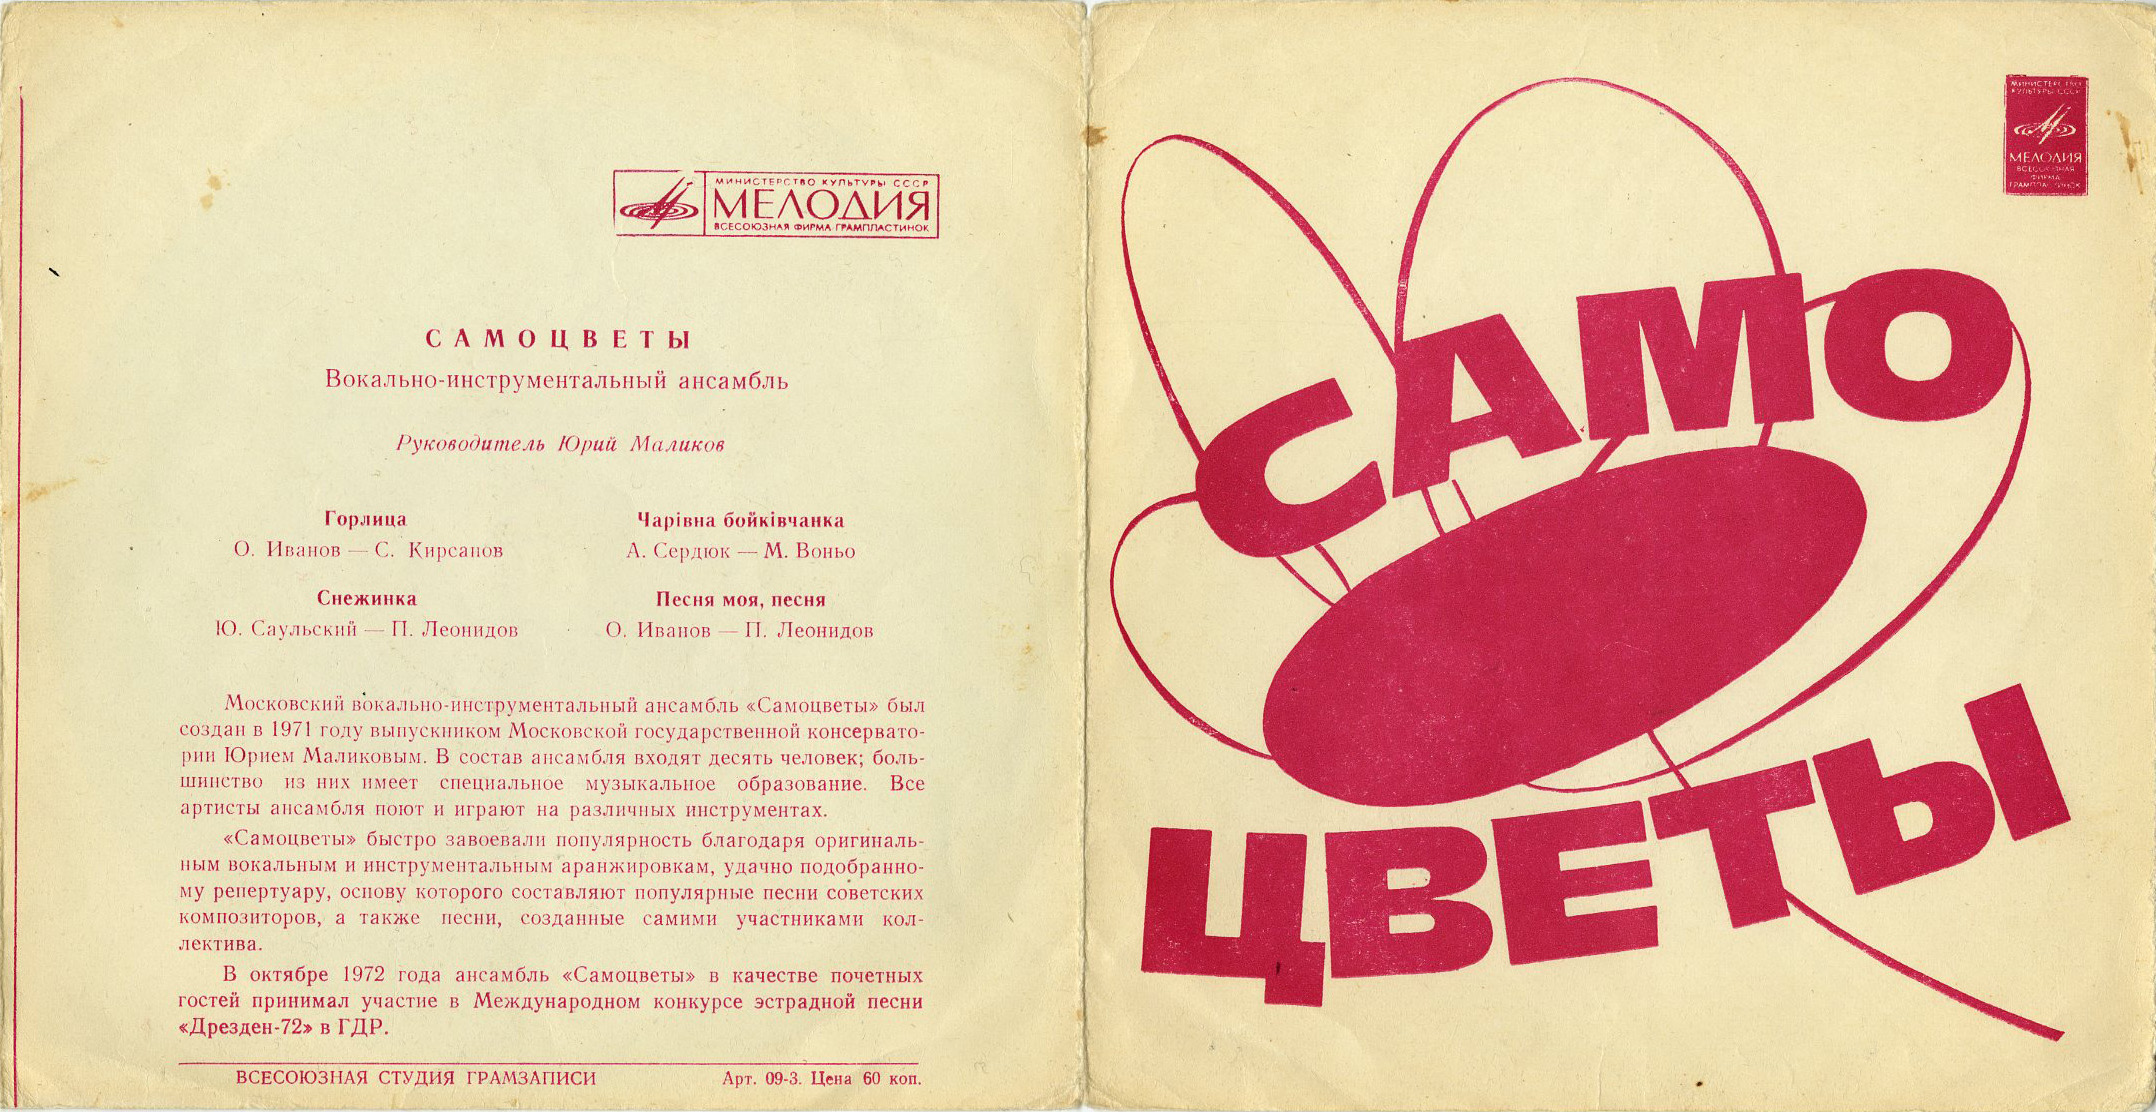 МИНИСТЕРСТВО КУЛЬТУРЫ СССР
МЕЛОДИЯ
ВСЕСОЮЗНАЯ ФИРМА ГРАМПЛАСТИНОК
САМОЦВЕТЫ
Вокально-инструментальный ансамбль
Руководитель Юрий Маликов
Горлица
О. Иванов — С. Кирсанов
Снежинка
Ю. Саульский — П. Леонидов
Чарівна бойківчанка
А. Сердюк — М. Воньо
Песня моя, песня
О. Иванов — П. Леонидов
Московский вокально-инструментальный ансамбль «Самоцветы» был
создан в 1971 году выпускником Московской государственной консервато-
рии Юрием Маликовым. В состав ансамбля входят десять человек; боль-
шинство из них имеет специальное музыкальное образование. Все
артисты ансамбля поют и играют на различных инструментах.
«Самоцветы» быстро завоевали популярность благодаря оригиналь-
ным вокальным и инструментальным аранжировкам, удачно подобранно-
му репертуару, основу которого составляют популярные песни советских
композиторов, а также песни, созданные самими участниками кол-
лектива.
В октябре 1972 года ансамбль «Самоцветы» в качестве почетных
гостей принимал участие в Международном конкурсе эстрадной песни
«Дрезден-72» в ГДР.
ВСЕСОЮЗНАЯ СТУДИЯ ГРАМЗАПИСИ
Арт. 09-3. Цена 60 коп.
МИНИСТЕРСТВО
КУЛЬТУРЫ СССР
МЕЛОДИЯ
ВСЕСОЮЗНАЯ
ФИРМА
ГРАМПЛАСТИНОК
САМО
ЦВЕТЫ